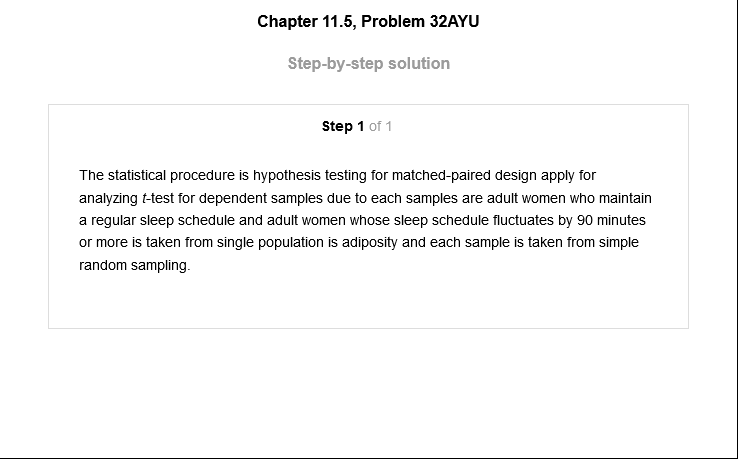 Chapter 11.5, Problem 32AYU
Step-by-step solution
Step 1 of 1
The statistical procedure is hypothesis testing for matched-paired design apply for
analyzing t-test for dependent samples due to each samples are adult women who maintain
a regular sleep schedule and adult women whose sleep schedule fluctuates by 90 minutes
or more is taken from single population is adiposity and each sample is taken from simple
random sampling.